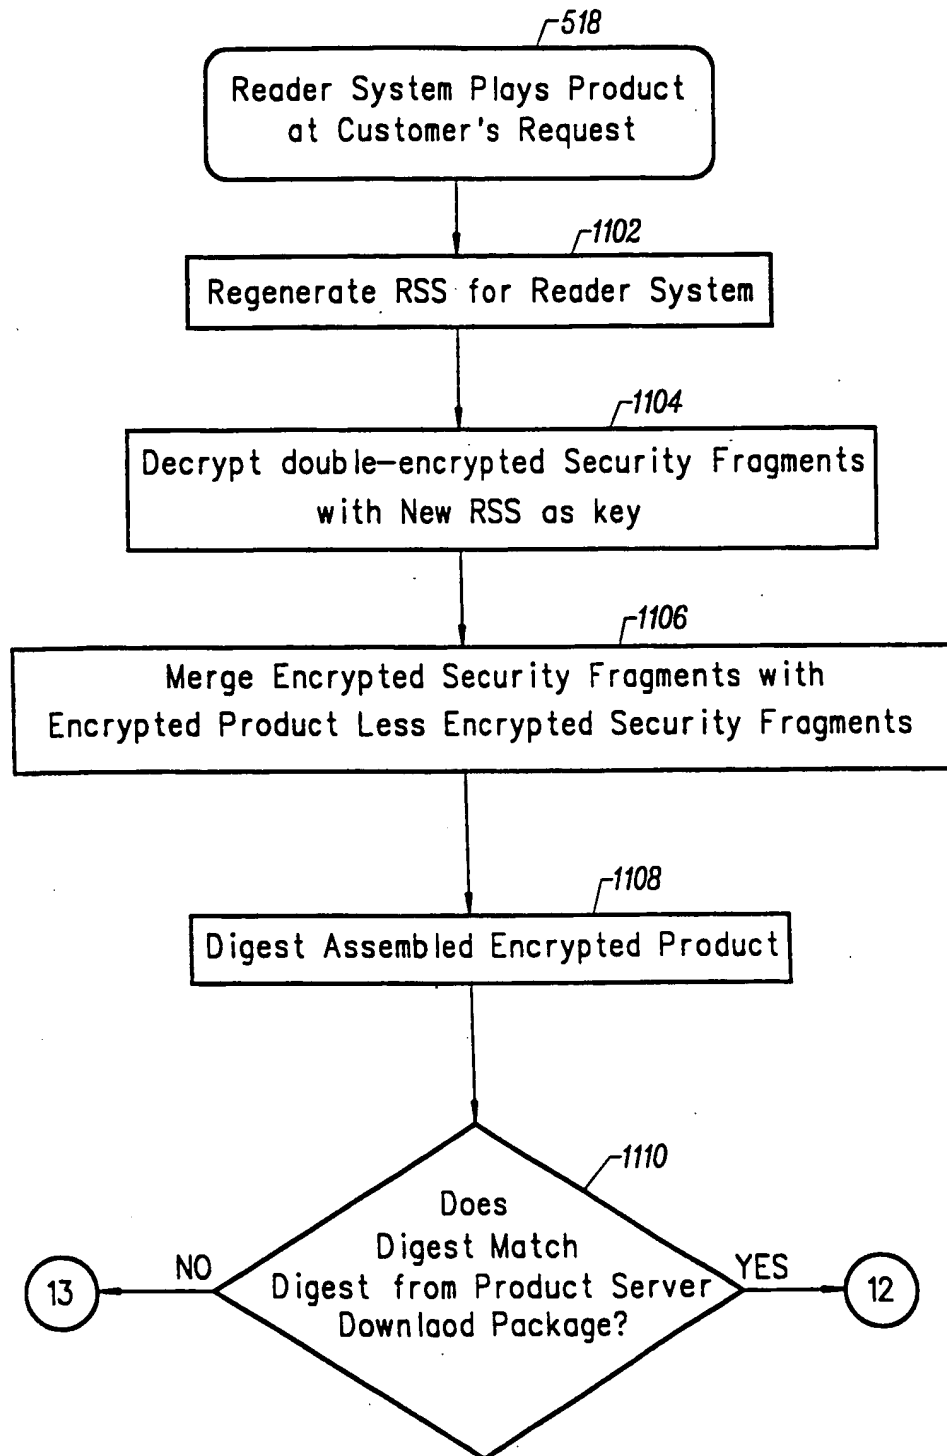 518
Reader System Plays Product
at Customer's Request
1102
Regenerate RSS for Reader System
1104
Decrypt double-encrypted Security Fragments
with New RSS as key
1106
Merge Encrypted Security Fragments with
Encrypted Product Less Encrypted Security Fragments
1108
Digest Assembled Encrypted Product
1110
Does
Digest Match
Digest from Product Server
Downlaod Package?
NO
YES
13
12